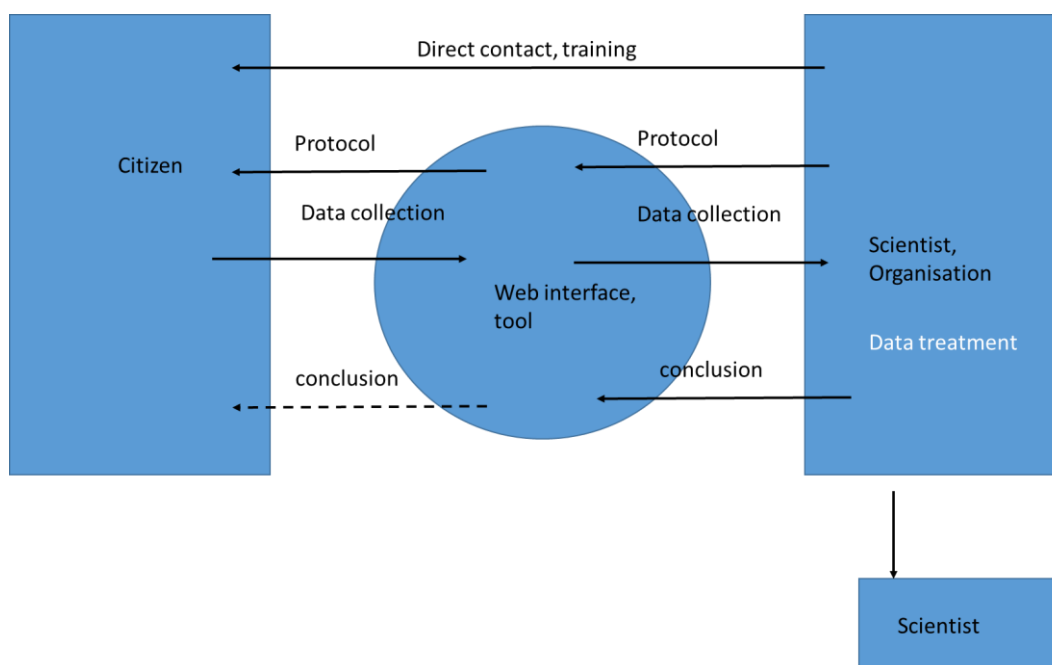 Direct contact, training
Protocol
Protocol
Citizen
Data collection
Data collection
Scientist,
Organisation
Web interface,
tool
Data treatment
conclusion
conclusion
Scientist